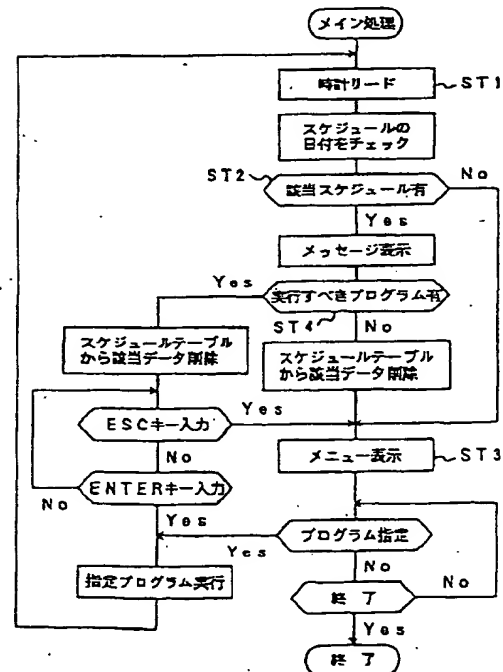 メイン処理
時計リード
ST1
スケジュールの
日付をチェック
ST2
該当スケジュール有
No
Yes
メッセージ表示
Yes
実行すべきプログラム有
ST4
No
スケジュールテーブル
から該当データ削除
スケジュールテーブル
から該当データ削除
ESCキー入力
Yes
No
メニュー表示
ST3
ENTERキー入力
No
Yes
プログラム指定
Yes
No
指定プログラム実行
終了
No
Yes
終了